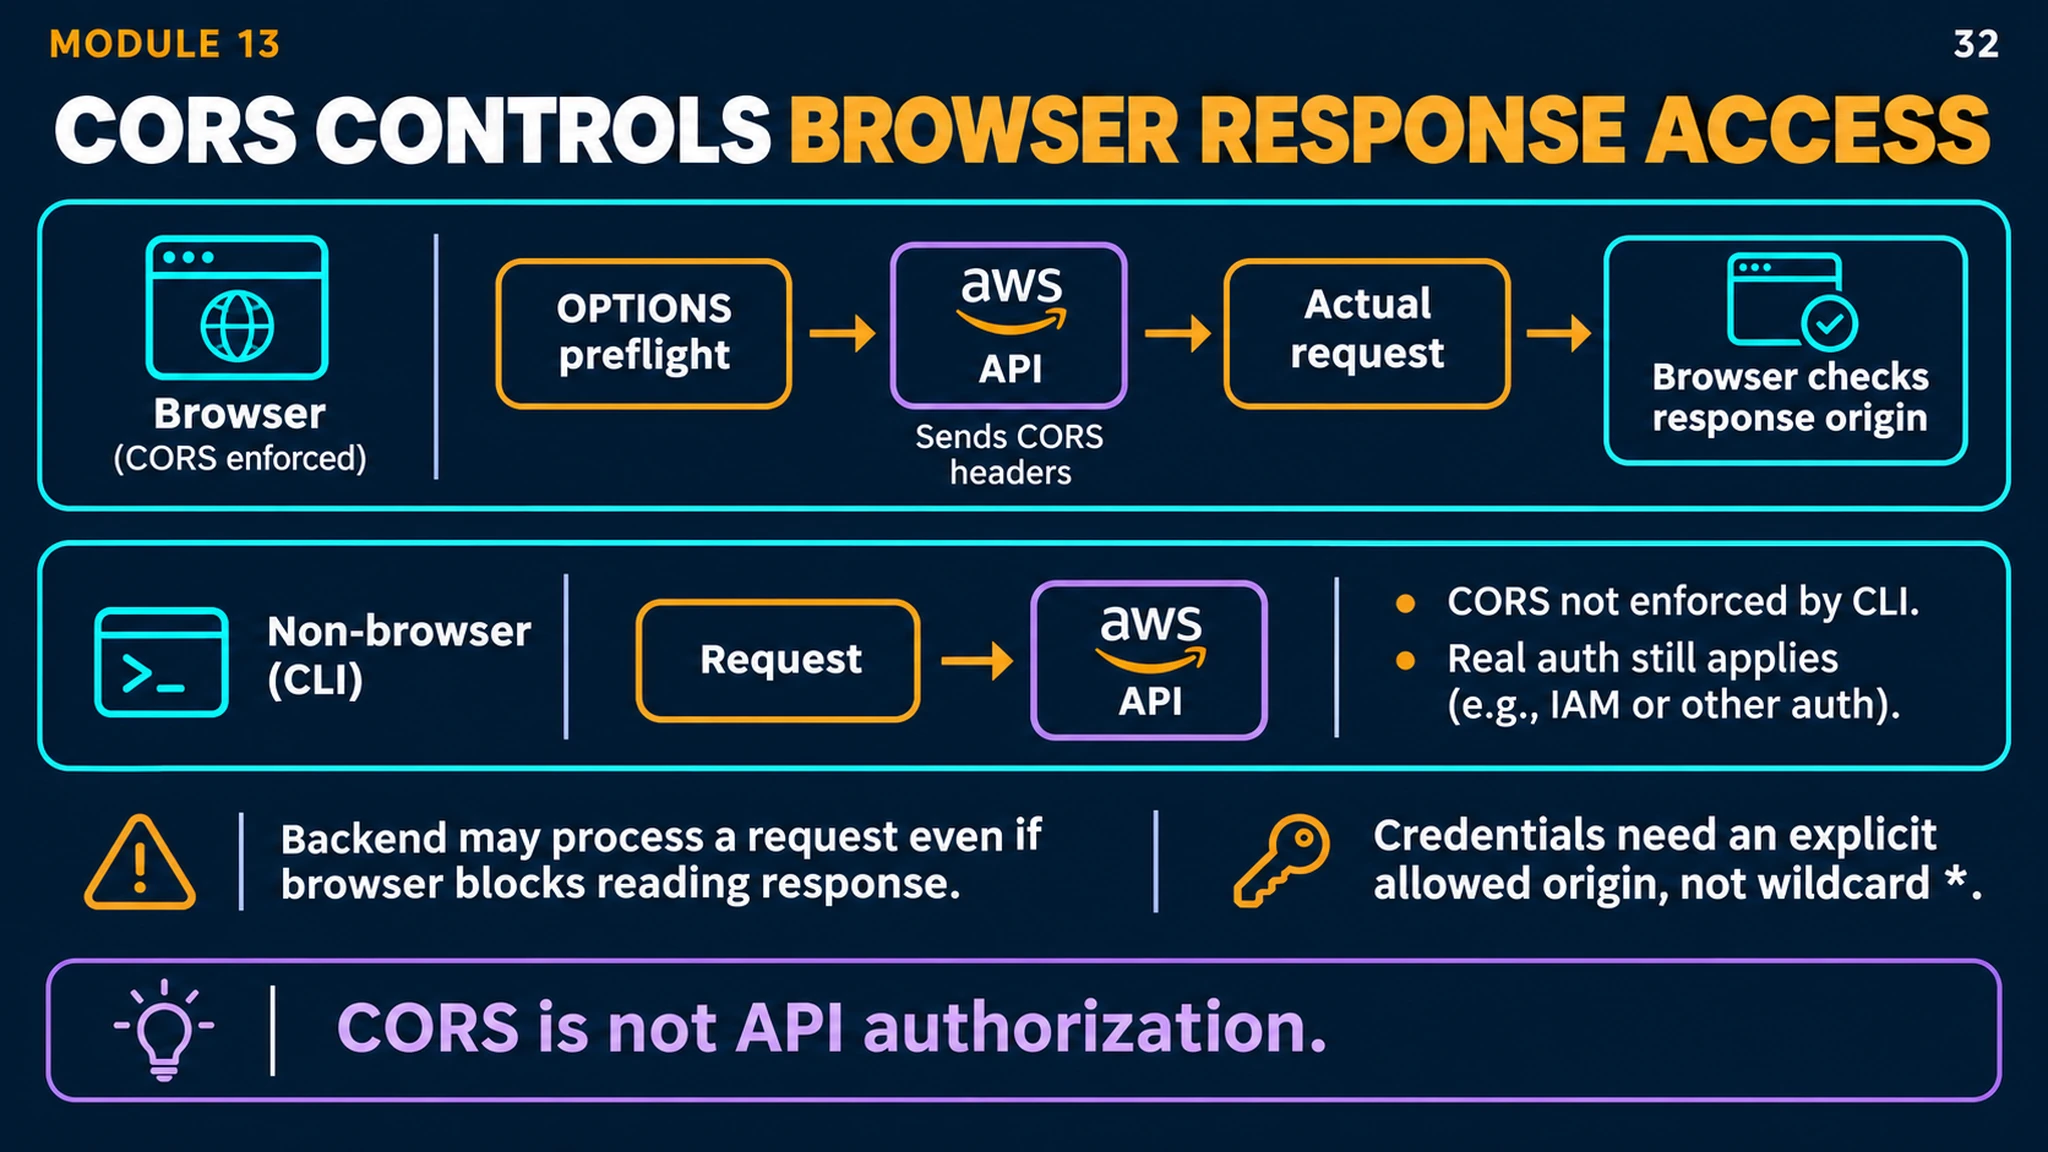 MODULE 13
32
CORS CONTROLS BROWSER RESPONSE ACCESS
Browser
(CORS enforced)
OPTIONS
preflight
aws
API
Sends CORS
headers
Actual
request
Browser checks
response origin
Non-browser
(CLI)
>_
Request
aws
API
CORS not enforced by CLI.
Real auth still applies
(e.g., IAM or other auth).
Backend may process a request even if
browser blocks reading response.
Credentials need an explicit
allowed origin, not wildcard *.
CORS is not API authorization.